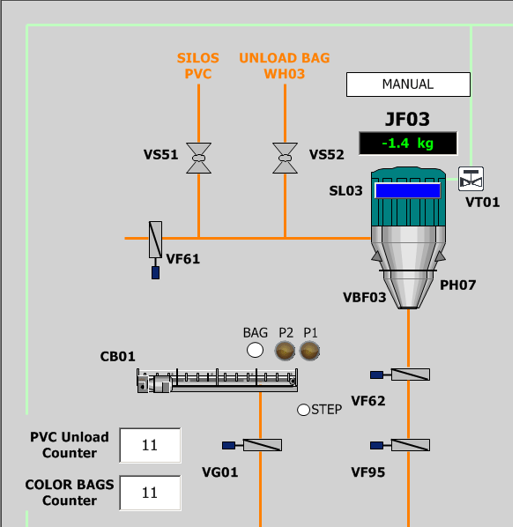 SILOS
PVC
UNLOAD BAG
WH03
MANUAL
JF03
-1.4 kg
VS51
VS52
SL03
VT01
VF61
PH07
VBF03
BAG
P2
P1
CB01
VF62
STEP
PVC Unload
Counter
11
VG01
VF95
COLOR BAGS
Counter
11